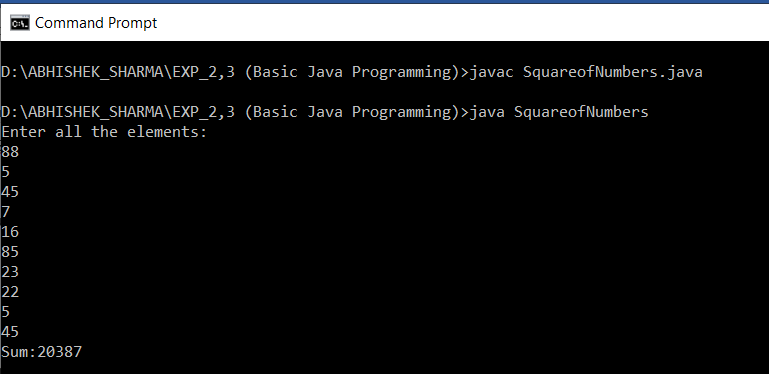 Command Prompt
D:\ABHISHEK_SHARMA\EXP_2,3 (Basic Java Programming)>javac SquareofNumbers.java
D:\ABHISHEK_SHARMA\EXP_2,3 (Basic Java Programming)>java SquareofNumbers
Enter all the elements:
88
5
45
7
16
85
23
22
5
45
Sum:20387